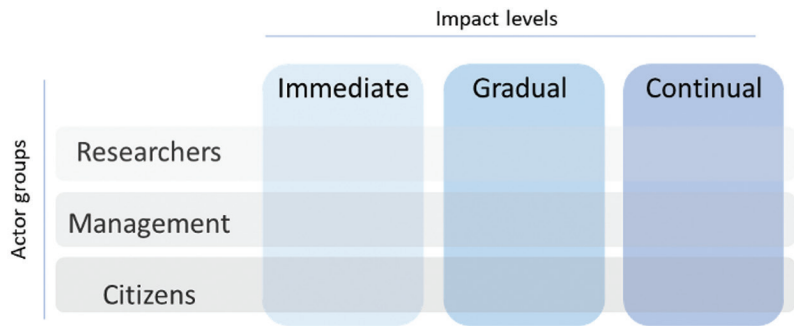 Impact levels
Immediate Gradual Continual
Actor groups
Researchers
Management
Citizens